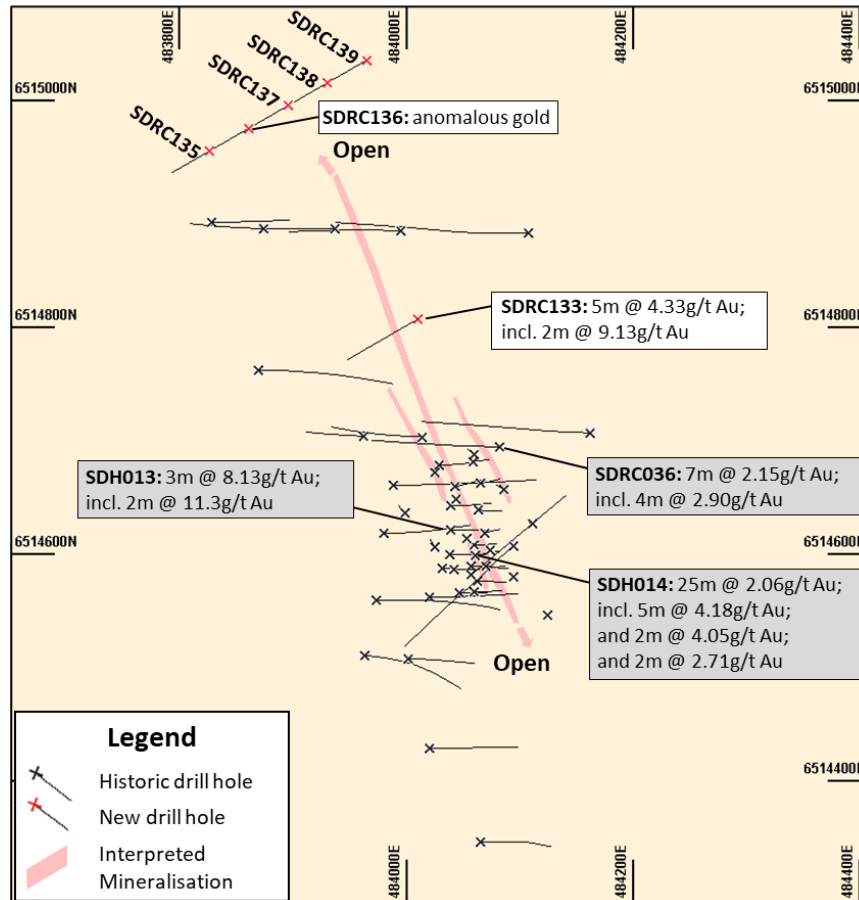 483800E
484000E
484200E
484400E
SDRC139
SDRC138
SDRC137
SDRC135
6515000N
6515000N
SDRC136: anomalous gold
Open
6514800N
6514800N
SDRC133: 5m @ 4.33g/t Au;
incl. 2m @ 9.13g/t Au
SDH013: 3m @ 8.13g/t Au;
incl. 2m @ 11.3g/t Au
SDRC036: 7m @ 2.15g/t Au;
incl. 4m @ 2.90g/t Au
6514600N
6514600N
SDH014: 25m @ 2.06g/t Au;
incl. 5m @ 4.18g/t Au;
and 2m @ 4.05g/t Au;
and 2m @ 2.71g/t Au
Open
Legend
Historic drill hole
New drill hole
Interpreted
Mineralisation
6514400N
484000E
484200E
484400E